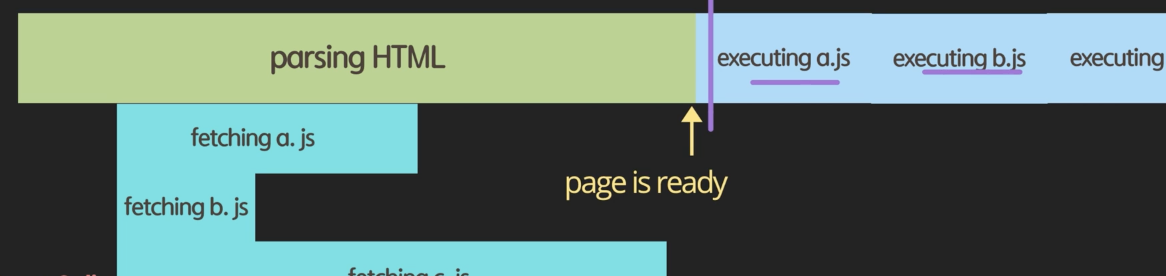 parsing HTML
executing a.js
executing b.js
executing
fetching a. js
page is ready
fetching b. js
fetching c. js